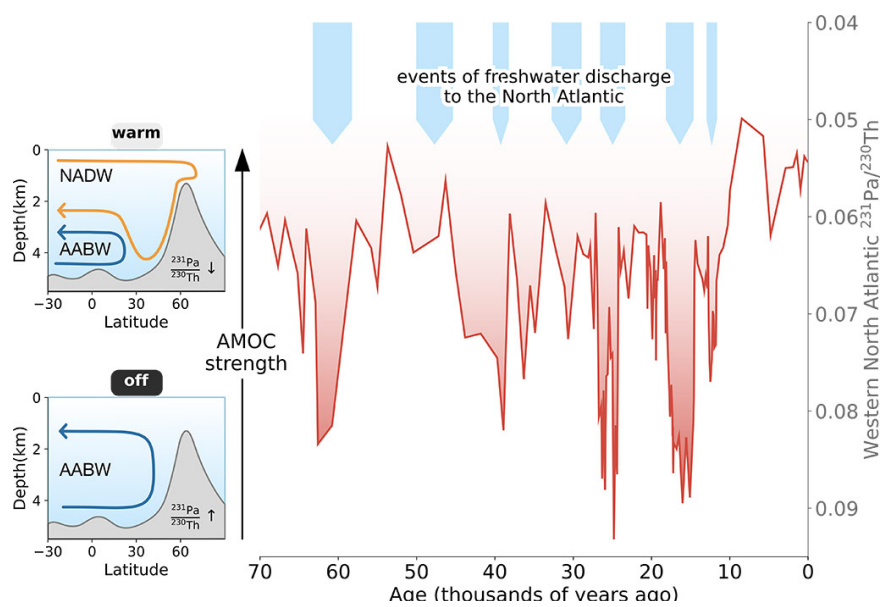 events of freshwater discharge
to the North Atlantic
warm
0
2
4
Depth(km)
NADW
AABW
231Pa
230Th ↓
−30 0 30 60
Latitude
AMOC
strength
off
0
2
4
Depth(km)
AABW
231Pa
230Th ↑
−30 0 30 60
Latitude
0.04
0.05
0.06
0.07
0.08
0.09
Western North Atlantic 231Pa/230Th
70 60 50 40 30 20 10 0
Age (thousands of years ago)